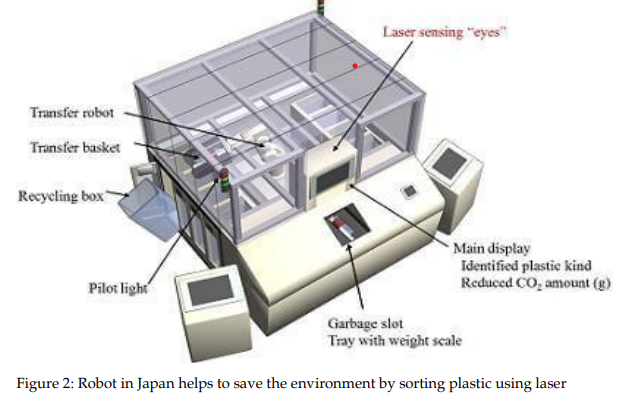 Laser sensing “eyes”
Transfer robot
Transfer basket
Recycling box
Pilot light
Main display
Identified plastic kind
Reduced CO₂ amount (g)
Garbage slot
Tray with weight scale
Figure 2: Robot in Japan helps to save the environment by sorting plastic using laser